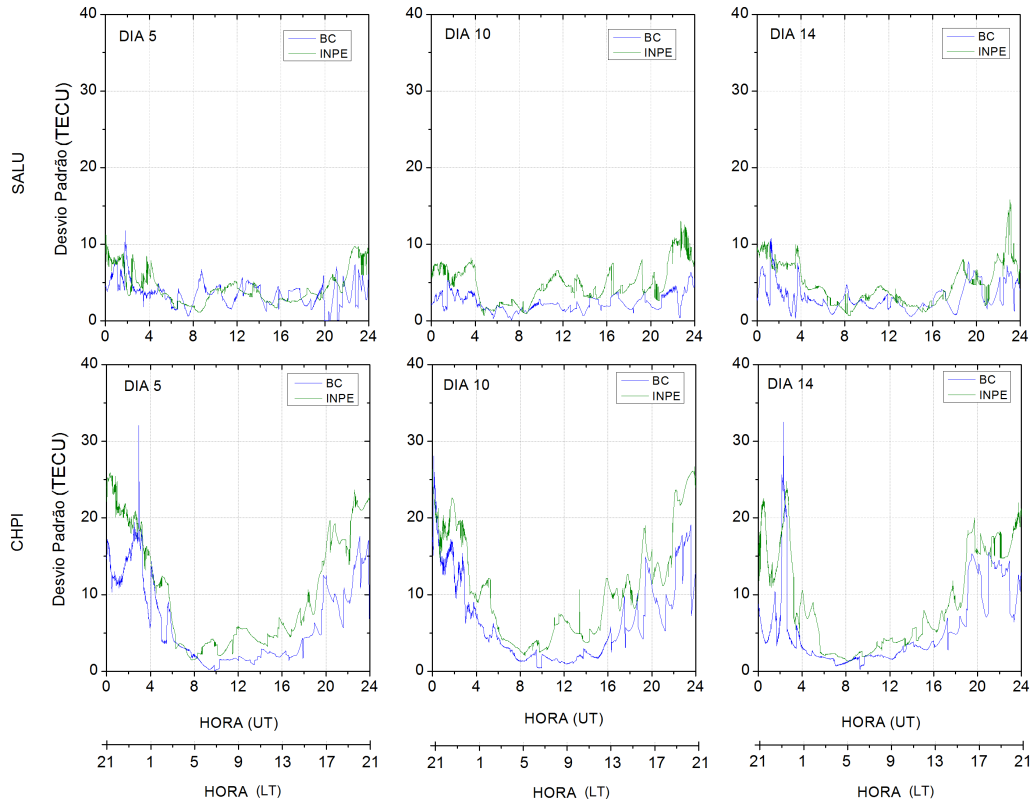 SALU
Desvio Padrão (TECU)
40
30
20
10
0
DIA 5
BC
INPE
0 4 8 12 16 20 24
40
30
20
10
0
DIA 10
BC
INPE
0 4 8 12 16 20 24
40
30
20
10
0
DIA 14
BC
INPE
0 4 8 12 16 20 24
CHPI
Desvio Padrão (TECU)
40
30
20
10
0
DIA 5
BC
INPE
0 4 8 12 16 20 24
HORA (UT)
21 1 5 9 13 17 21
HORA (LT)
40
30
20
10
0
DIA 10
BC
INPE
0 4 8 12 16 20 24
HORA (UT)
21 1 5 9 13 17 21
HORA (LT)
40
30
20
10
0
DIA 14
BC
INPE
0 4 8 12 16 20 24
HORA (UT)
21 1 5 9 13 17 21
HORA (LT)